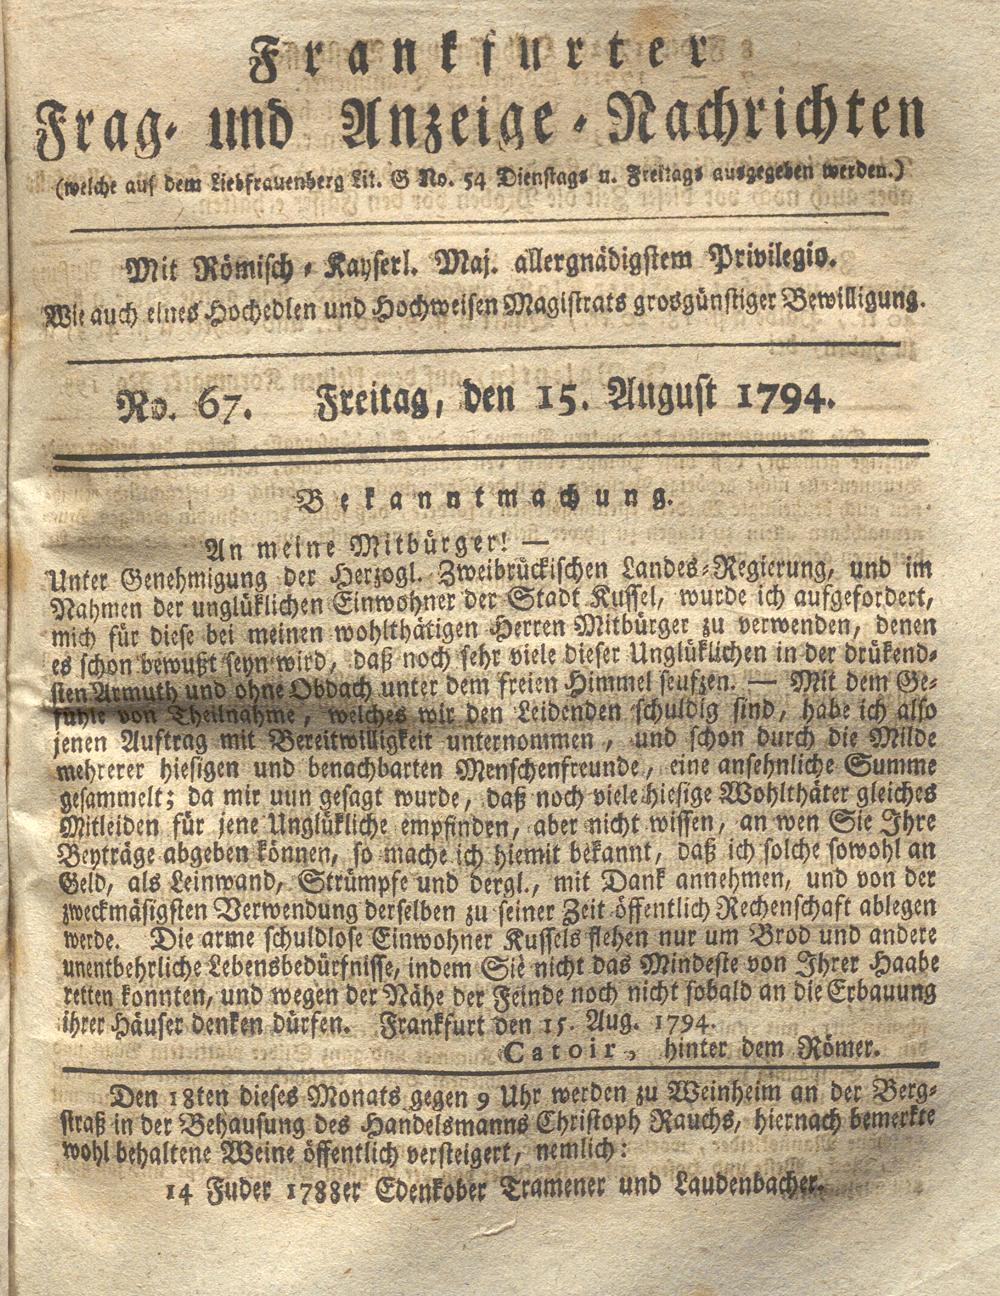 Frankfurter
Frag- und Anzeige-Nachrichten
(welche auf dem Liebfrauenberg Lit. G No. 54 Dienstags u. Freitags ausgegeben werden.)
Mit Römisch-Kayserl. Maj. allergnädigstem Privilegio.
Wie auch eines Hochedlen und Hochweisen Magistrats grosgünstiger Bewilligung.
No. 67. Freitag, den 15. August 1794.
Bekanntmachung.
An meine Mitbürger! —
Unter Genehmigung der Herzogl. Zweibrückischen Landes-Regierung, und im
Nahmen der unglüklichen Einwohner der Stadt Kussel, wurde ich aufgefordert,
mich für diese bei meinen wohlthätigen Herren Mitbürger zu verwenden, denen
es schon bewußt seyn wird, daß noch sehr viele dieser Unglüklichen in der drükend-
sten Armuth und ohne Obdach unter dem freien Himmel seufzen. — Mit dem Ge-
fühle von Theilnahme, welches wir den Leidenden schuldig sind, habe ich also
jenen Auftrag mit Bereitwilligkeit unternommen, und schon durch die Milde
mehrerer hiesigen und benachbarten Menschenfreunde, eine ansehnliche Summe
gesammelt; da mir nun gesagt wurde, daß noch viele hiesige Wohlthäter gleiches
Mitleiden für jene Unglükliche empfinden, aber nicht wissen, an wen Sie Ihre
Beyträge abgeben können, so mache ich hiemit bekannt, daß ich solche sowohl an
Geld, als Leinwand, Strümpfe und dergl., mit Dank annehmen, und von der
zweckmäsigsten Verwendung derselben zu seiner Zeit öffentlich Rechenschaft ablegen
werde. Die arme schuldlose Einwohner Kussels flehen nur um Brod und andere
unentbehrliche Lebensbedürfnisse, indem Sie nicht das Mindeste von Ihrer Haabe
retten konnten, und wegen der Nähe der Feinde noch nicht sobald an die Erbauung
ihrer Häuser denken dürfen. Frankfurt den 15. Aug. 1794.
Catoir, hinter dem Römer.
Den 18ten dieses Monats gegen 9 Uhr werden zu Weinheim an der Berg-
straß in der Behausung des Handelsmanns Christoph Rauchs, hiernach bemerkte
wohl behaltene Weine öffentlich versteigert, nemlich:
14 Fuder 1788er Edenkober Tramener und Laudenbacher.